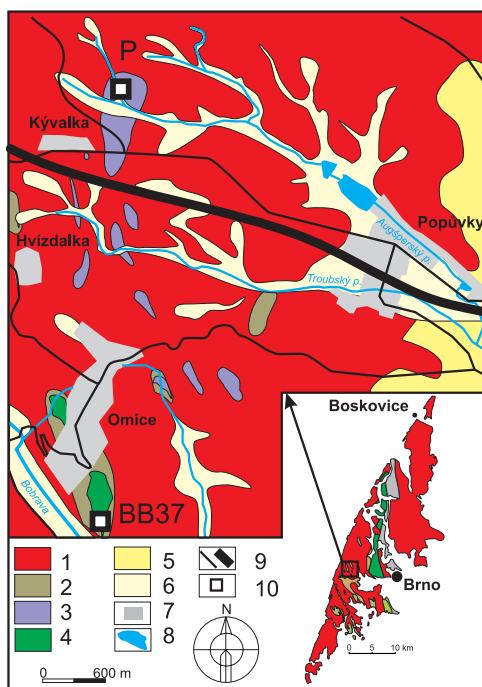 P
Kývalka
Popůvky
Augšperský p.
Hvízdalka
Troubský p.
Omice
Bobrava
BB37
Boskovice
Brno
0 5 10 km
1
2
3
4
5
6
7
8
9
10
N
0 600 m